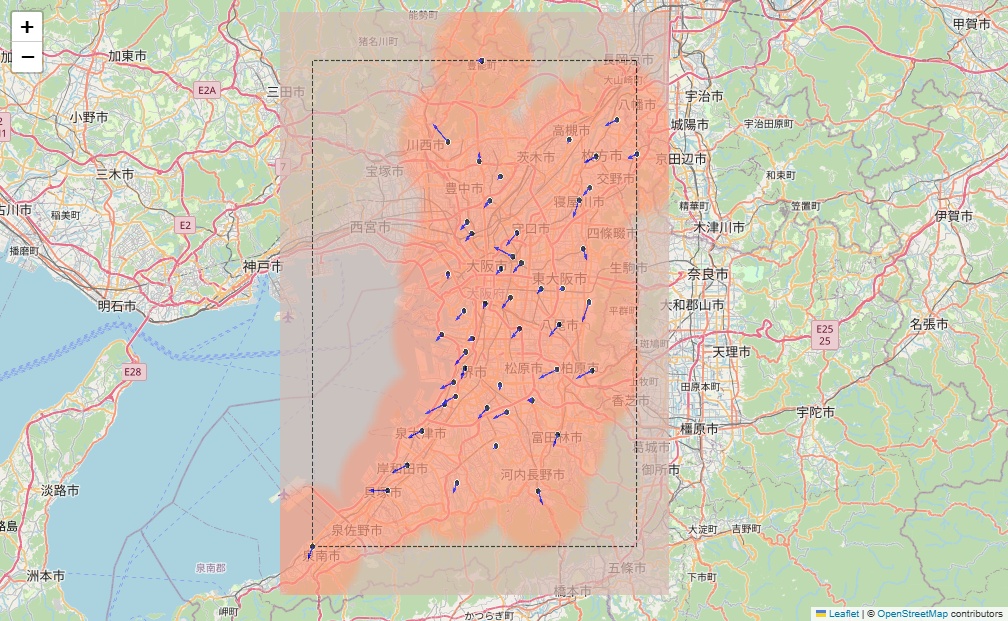 +
−
能勢町
甲賀市
猪名川町
加東市
長岡京市
豊能町
大山崎町
E2A
三田市
宇治市
八幡市
小野市
城陽市
宇治田原町
高槻市
川西市
茨木市
枚方市
京田辺市
7
宝塚市
三木市
交野市
和束町
豊中市
寝屋川市
精華町
笠置町
稲美町
伊賀市
E2
西宮市
守口市
四條畷市
木津川市
播磨町
神戸市
大阪市
生駒市
奈良市
東大阪市
明石市
大和郡山市
平群町
八尾市
名張市
E25
25
斑鳩町
天理市
E28
松原市
柏原市
田原本町
香芝市
宇陀市
橿原市
泉大津市
富田林市
葛城市
岸和田市
御所市
河内長野市
貝塚市
淡路市
泉佐野市
大淀町
吉野町
泉南市
泉南郡
五條市
洲本市
下市町
橋本市
岬町
かつらぎ町
Leaflet | © OpenStreetMap contributors